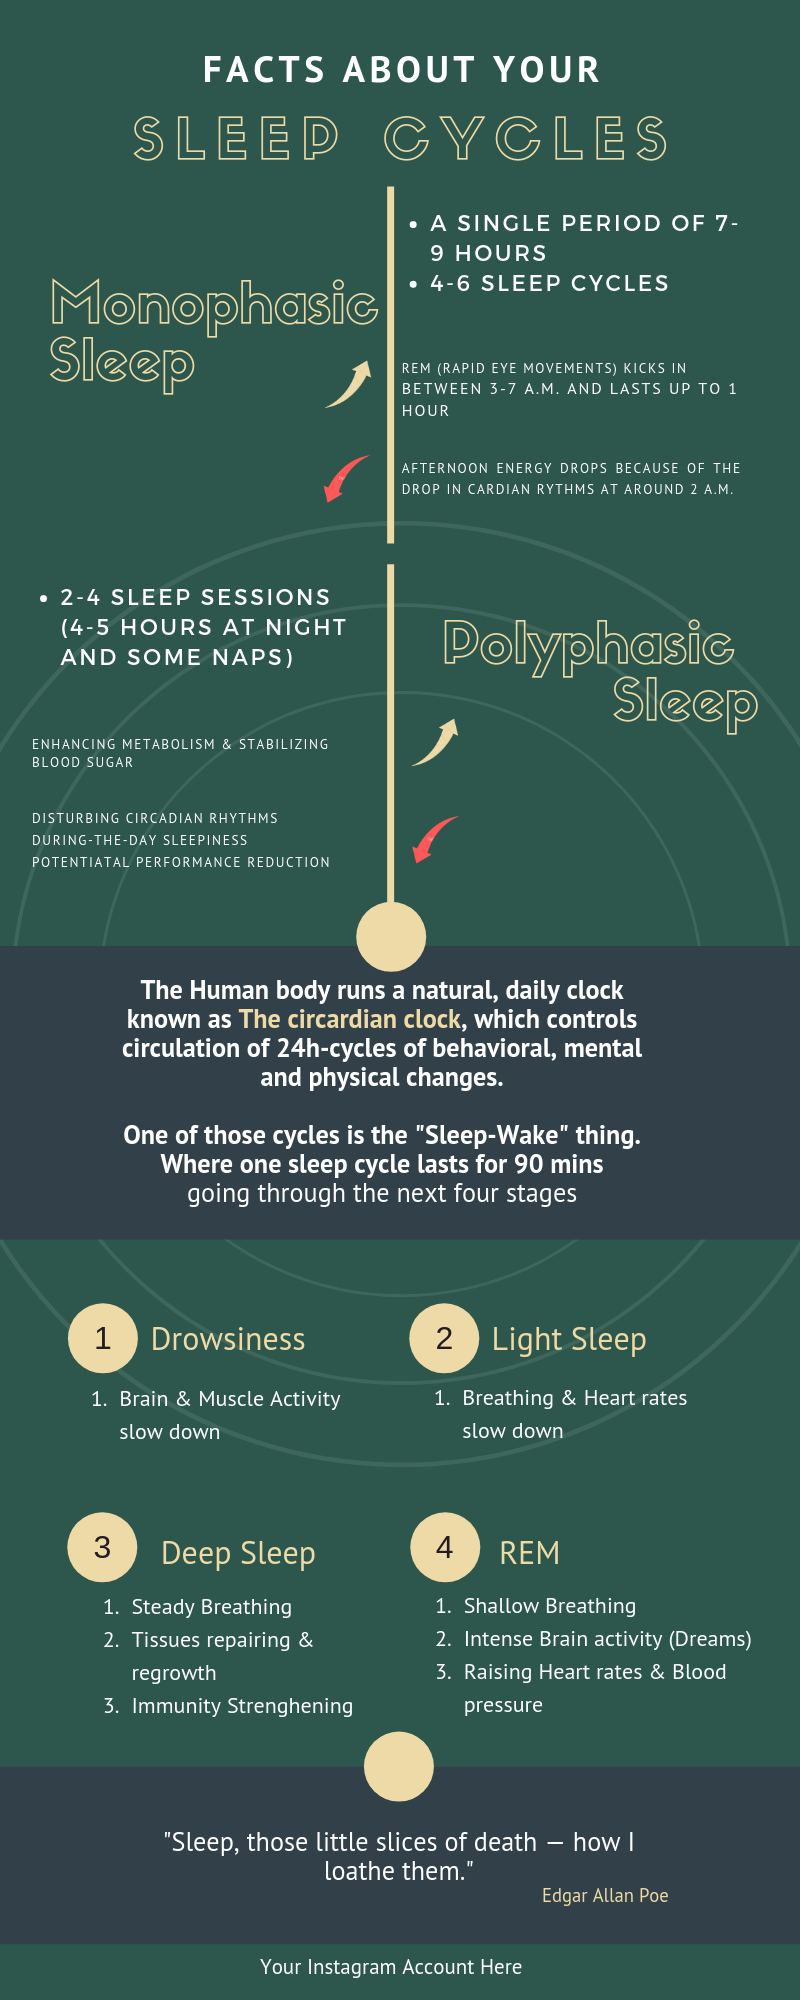 FACTS ABOUT YOUR
SLEEP CYCLES
Monophasic
Sleep
• A SINGLE PERIOD OF 7-
9 HOURS
• 4-6 SLEEP CYCLES
REM (RAPID EYE MOVEMENTS) KICKS IN
BETWEEN 3-7 A.M. AND LASTS UP TO 1
HOUR
AFTERNOON ENERGY DROPS BECAUSE OF THE
DROP IN CARDIAN RYTHMS AT AROUND 2 A.M.
• 2-4 SLEEP SESSIONS
(4-5 HOURS AT NIGHT
AND SOME NAPS)
Polyphasic
Sleep
ENHANCING METABOLISM & STABILIZING
BLOOD SUGAR
DISTURBING CIRCADIAN RHYTHMS
DURING-THE-DAY SLEEPINESS
POTENTIATAL PERFORMANCE REDUCTION
The Human body runs a natural, daily clock
known as The circardian clock, which controls
circulation of 24h-cycles of behavioral, mental
and physical changes.
One of those cycles is the "Sleep-Wake" thing.
Where one sleep cycle lasts for 90 mins
going through the next four stages
1 Drowsiness
1. Brain & Muscle Activity
slow down
2 Light Sleep
1. Breathing & Heart rates
slow down
3 Deep Sleep
1. Steady Breathing
2. Tissues repairing &
regrowth
3. Immunity Strenghening
4 REM
1. Shallow Breathing
2. Intense Brain activity (Dreams)
3. Raising Heart rates & Blood
pressure
"Sleep, those little slices of death — how I
loathe them."
Edgar Allan Poe
Your Instagram Account Here